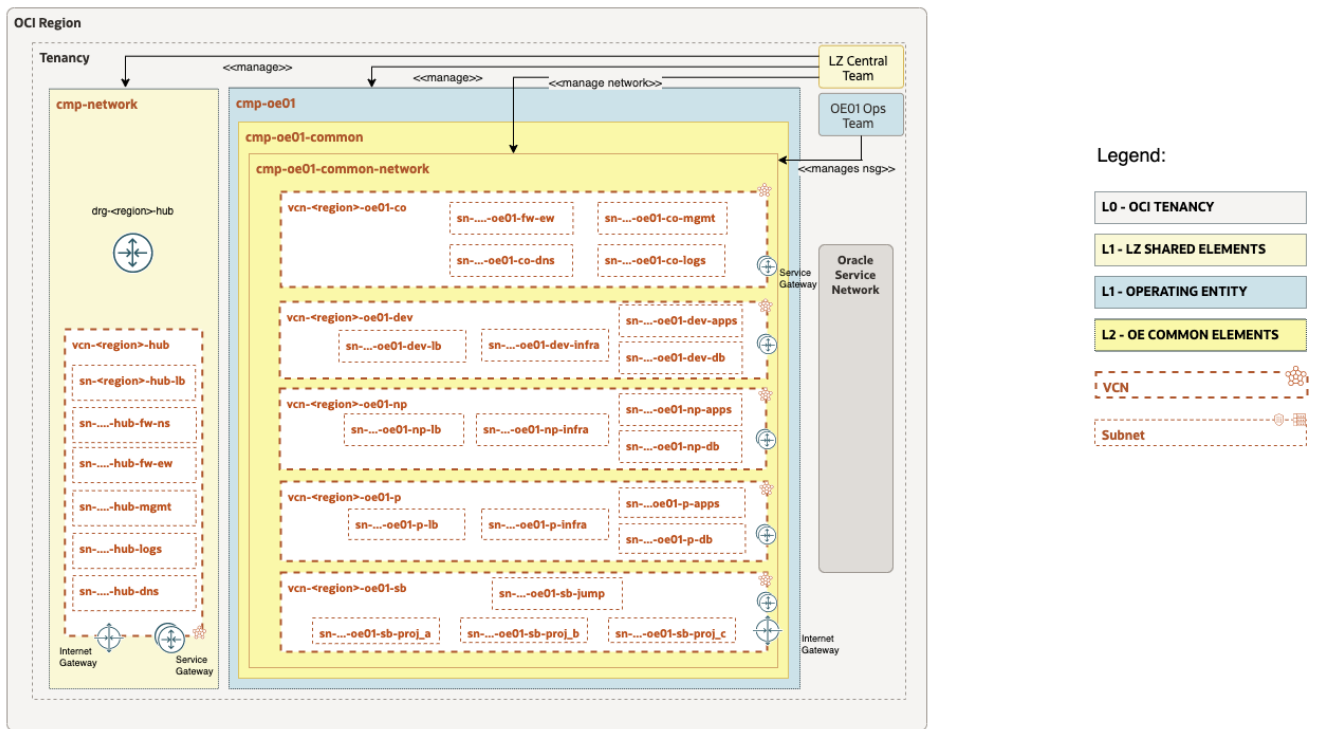 OCI Region
Tenancy
<<manage>>
<<manage>>
<<manage network>>
LZ Central
Team
OE01 Ops
Team
<<manages nsg>>
cmp-network
drg-<region>-hub
vcn-<region>-hub
sn-<region>-hub-lb
sn-...-hub-fw-ns
sn-....-hub-fw-ew
sn-....-hub-mgmt
sn-....-hub-logs
sn-....-hub-dns
Internet
Gateway
Service
Gateway
cmp-oe01
cmp-oe01-common
cmp-oe01-common-network
vcn-<region>-oe01-co
sn-....-oe01-fw-ew
sn-...-oe01-co-mgmt
sn-...-oe01-co-dns
sn-...-oe01-co-logs
Service
Gateway
vcn-<region>-oe01-dev
sn-...-oe01-dev-lb
sn-...-oe01-dev-infra
sn-...-oe01-dev-apps
sn-...-oe01-dev-db
vcn-<region>-oe01-np
sn-...-oe01-np-lb
sn-...-oe01-np-infra
sn-...-oe01-np-apps
sn-...-oe01-np-db
vcn-<region>-oe01-p
sn-...-oe01-p-lb
sn-...-oe01-p-infra
sn-...oe01-p-apps
sn-...-oe01-p-db
vcn-<region>-oe01-sb
sn-...-oe01-sb-jump
sn-...-oe01-sb-proj_a
sn-...-oe01-sb-proj_b
sn-...-oe01-sb-proj_c
Internet
Gateway
Oracle
Service
Network
Legend:
L0 - OCI TENANCY
L1 - LZ SHARED ELEMENTS
L1 - OPERATING ENTITY
L2 - OE COMMON ELEMENTS
VCN
Subnet